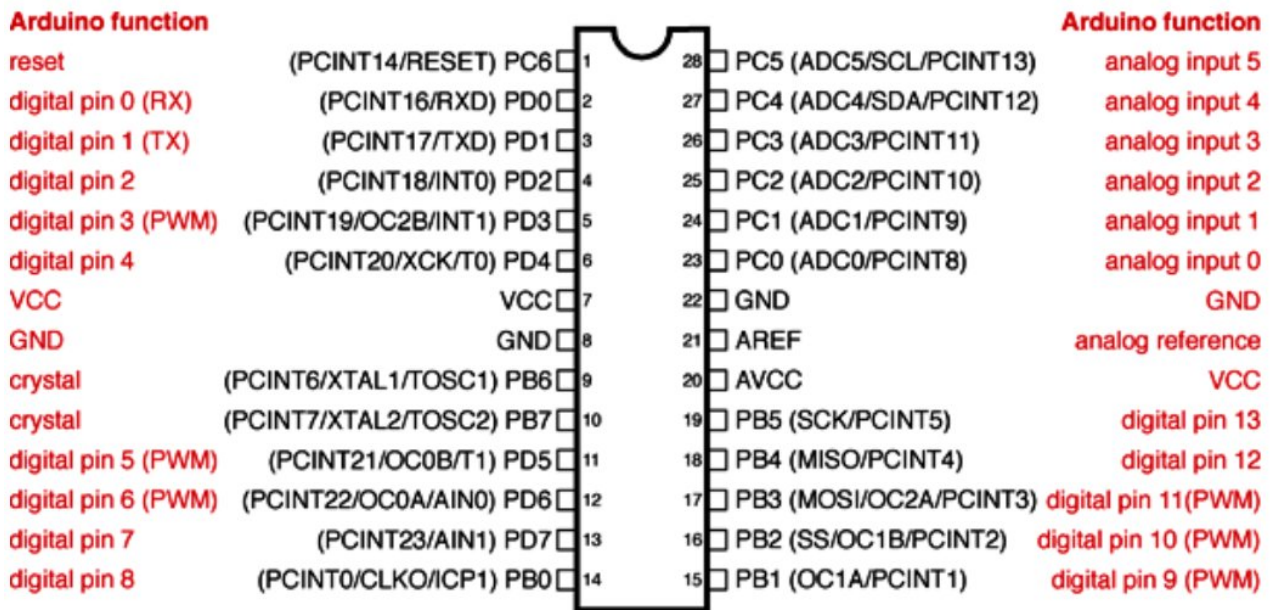 Arduino function Arduino function
reset (PCINT14/RESET) PC6 1 28 PC5 (ADC5/SCL/PCINT13) analog input 5
digital pin 0 (RX) (PCINT16/RXD) PD0 2 27 PC4 (ADC4/SDA/PCINT12) analog input 4
digital pin 1 (TX) (PCINT17/TXD) PD1 3 26 PC3 (ADC3/PCINT11) analog input 3
digital pin 2 (PCINT18/INT0) PD2 4 25 PC2 (ADC2/PCINT10) analog input 2
digital pin 3 (PWM) (PCINT19/OC2B/INT1) PD3 5 24 PC1 (ADC1/PCINT9) analog input 1
digital pin 4 (PCINT20/XCK/T0) PD4 6 23 PC0 (ADC0/PCINT8) analog input 0
VCC VCC 7 22 GND GND
GND GND 8 21 AREF analog reference
crystal (PCINT6/XTAL1/TOSC1) PB6 9 20 AVCC VCC
crystal (PCINT7/XTAL2/TOSC2) PB7 10 19 PB5 (SCK/PCINT5) digital pin 13
digital pin 5 (PWM) (PCINT21/OC0B/T1) PD5 11 18 PB4 (MISO/PCINT4) digital pin 12
digital pin 6 (PWM) (PCINT22/OC0A/AIN0) PD6 12 17 PB3 (MOSI/OC2A/PCINT3) digital pin 11(PWM)
digital pin 7 (PCINT23/AIN1) PD7 13 16 PB2 (SS/OC1B/PCINT2) digital pin 10 (PWM)
digital pin 8 (PCINT0/CLKO/ICP1) PB0 14 15 PB1 (OC1A/PCINT1) digital pin 9 (PWM)